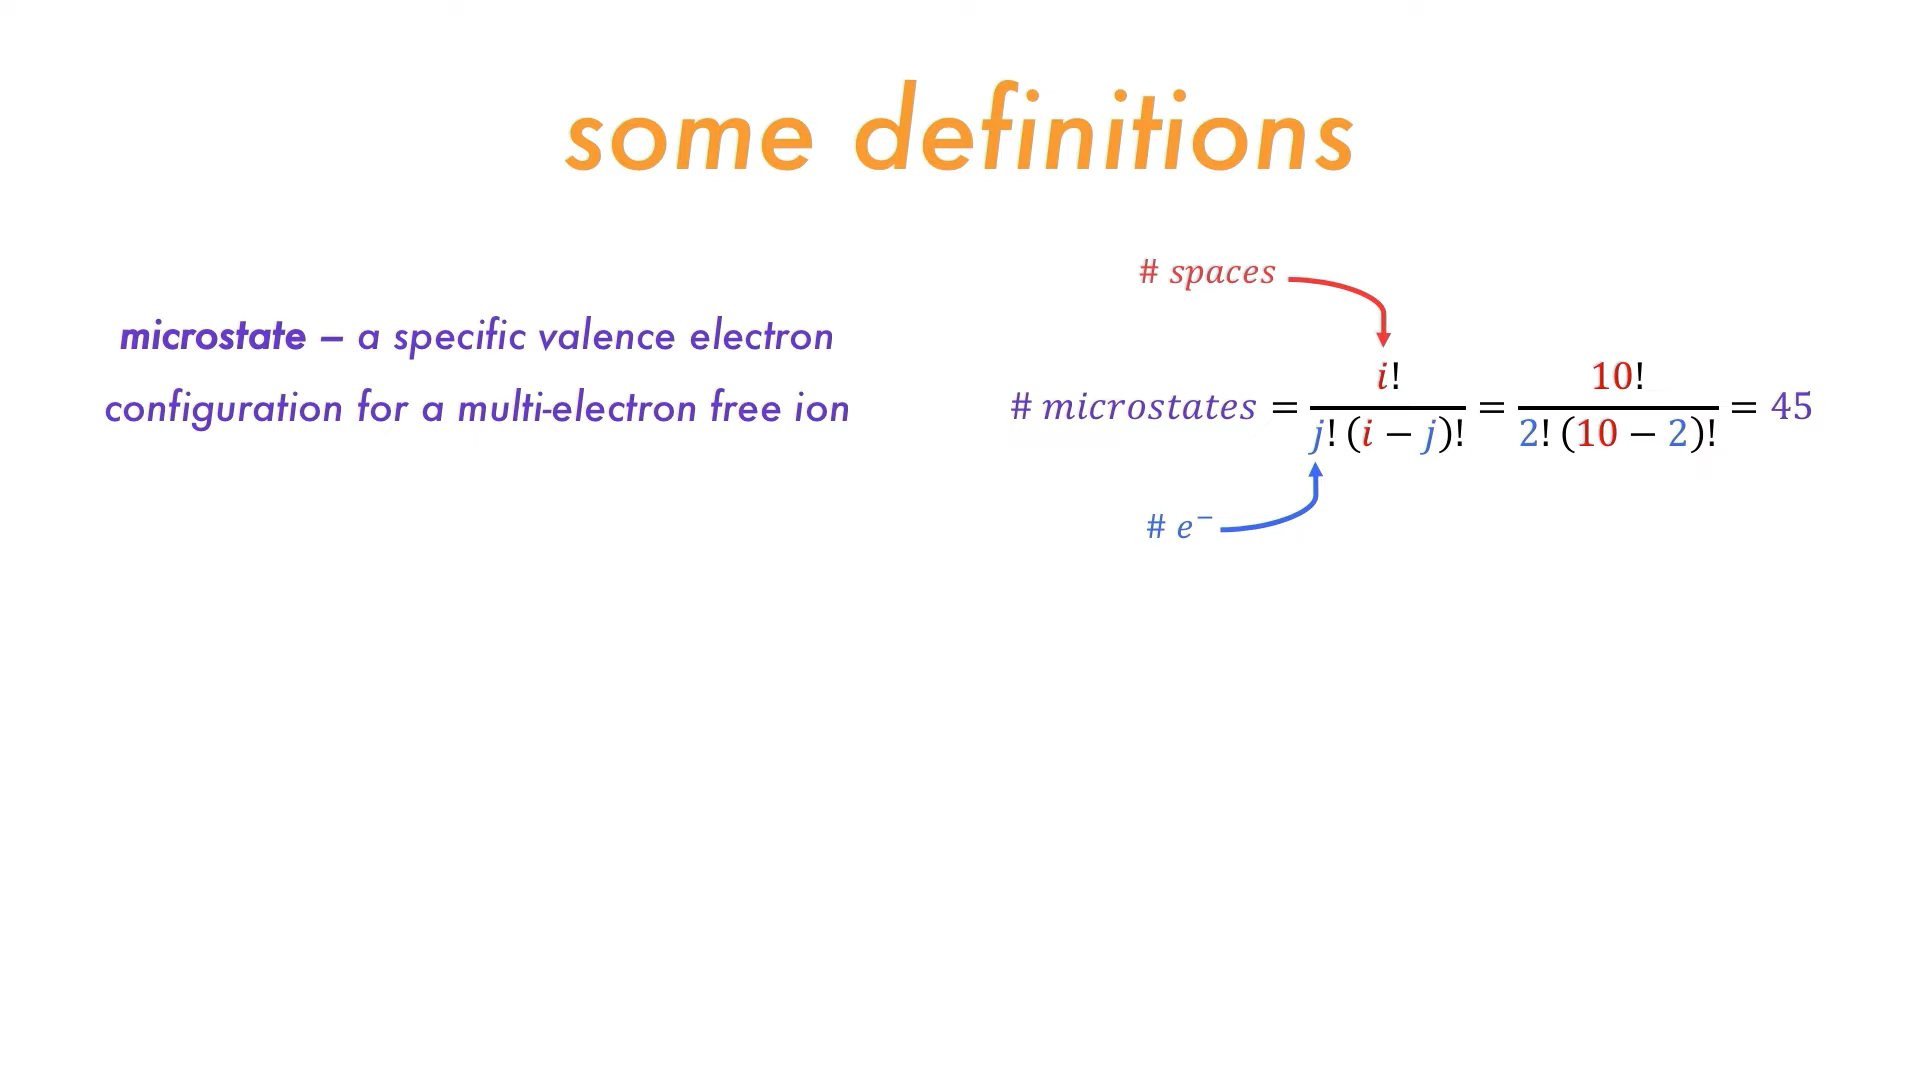 some definitions
microstate – a specific valence electron
configuration for a multi-electron free ion
# spaces
# microstates = i! / j! (i − j)! = 10! / 2! (10 − 2)! = 45
# e⁻